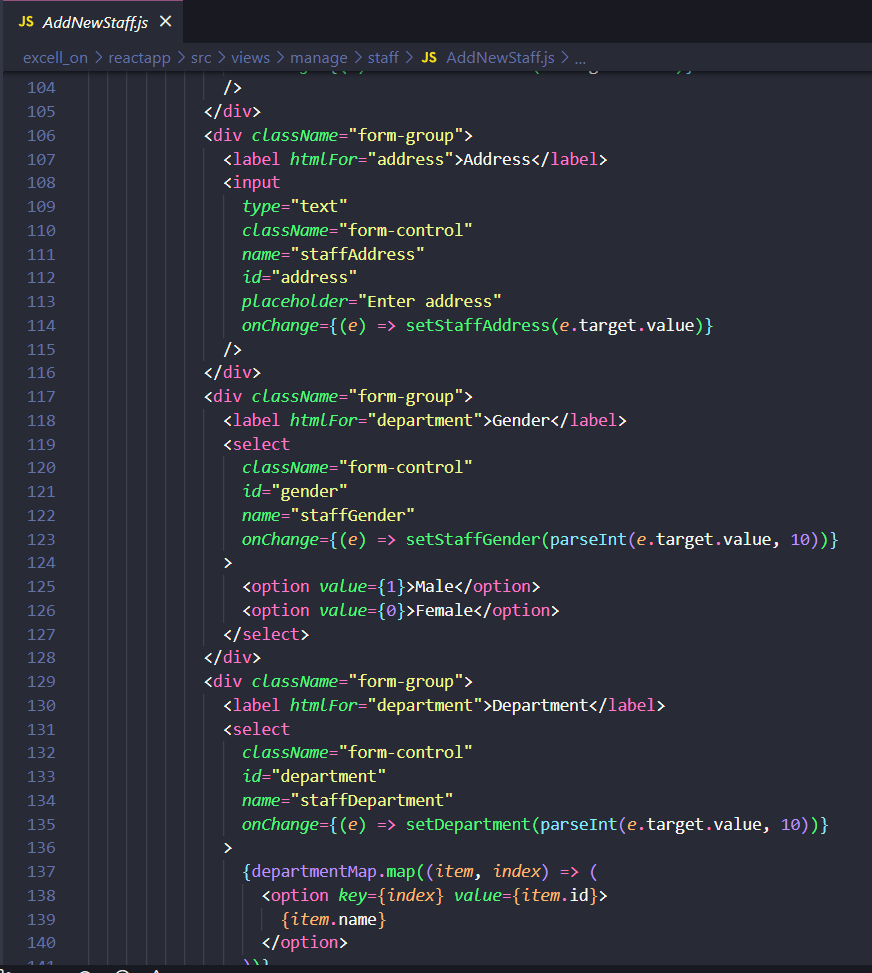 JS AddNewStaff.js ×
excell_on > reactapp > src > views > manage > staff > JS AddNewStaff.js > ...
104 />
105 </div>
106 <div className="form-group">
107 <label htmlFor="address">Address</label>
108 <input
109 type="text"
110 className="form-control"
111 name="staffAddress"
112 id="address"
113 placeholder="Enter address"
114 onChange={(e) => setStaffAddress(e.target.value)}
115 />
116 </div>
117 <div className="form-group">
118 <label htmlFor="department">Gender</label>
119 <select
120 className="form-control"
121 id="gender"
122 name="staffGender"
123 onChange={(e) => setStaffGender(parseInt(e.target.value, 10))}
124 >
125 <option value={1}>Male</option>
126 <option value={0}>Female</option>
127 </select>
128 </div>
129 <div className="form-group">
130 <label htmlFor="department">Department</label>
131 <select
132 className="form-control"
133 id="department"
134 name="staffDepartment"
135 onChange={(e) => setDepartment(parseInt(e.target.value, 10))}
136 >
137 {departmentMap.map((item, index) => (
138 <option key={index} value={item.id}>
139 {item.name}
140 </option>
141 ))}